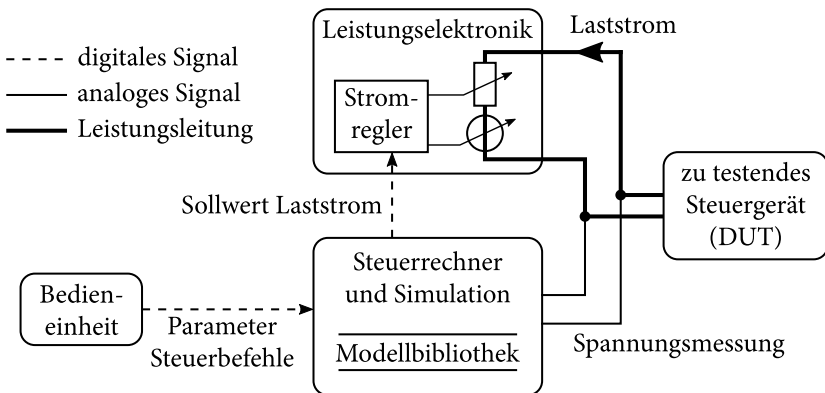 digitales Signal
analoges Signal
Leistungsleitung
Leistungselektronik
Strom-
regler
Laststrom
zu testendes
Steuergerät
(DUT)
Sollwert Laststrom
Steuerrechner
und Simulation
Modellbibliothek
Bedien-
einheit
Parameter
Steuerbefehle
Spannungsmessung